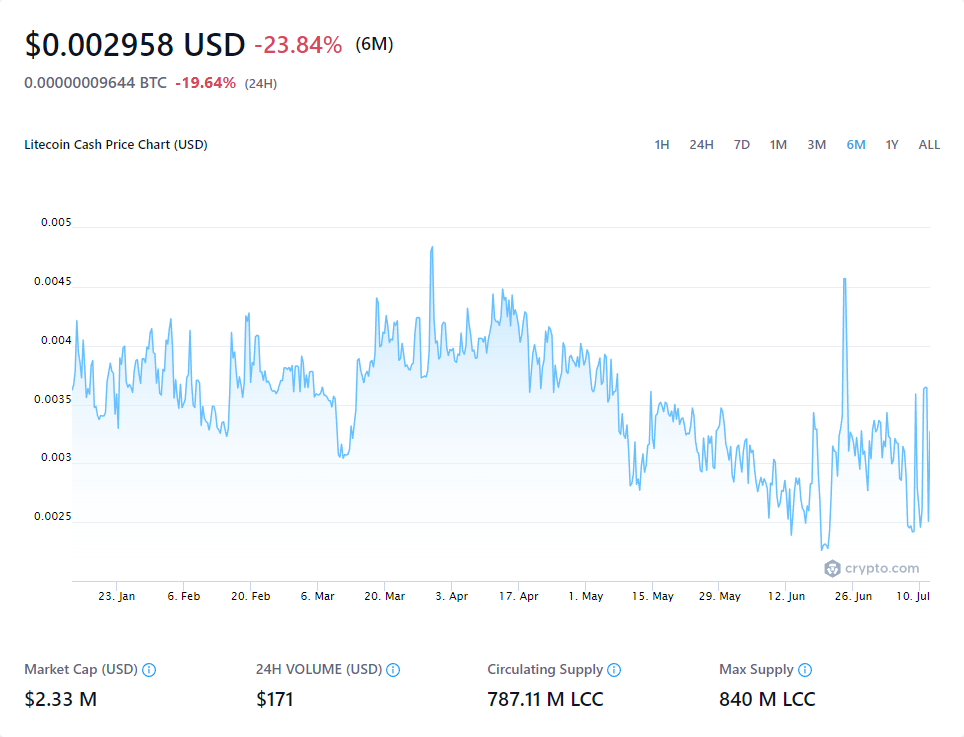 $0.002958 USD -23.84% (6M)
0.00000009644 BTC -19.64% (24H)
Litecoin Cash Price Chart (USD) 1H 24H 7D 1M 3M 6M 1Y ALL
0.005
0.0045
0.004
0.0035
0.003
0.0025
crypto.com
23. Jan 6. Feb 20. Feb 6. Mar 20. Mar 3. Apr 17. Apr 1. May 15. May 29. May 12. Jun 26. Jun 10. Jul
Market Cap (USD) 24H VOLUME (USD) Circulating Supply Max Supply
$2.33 M $171 787.11 M LCC 840 M LCC